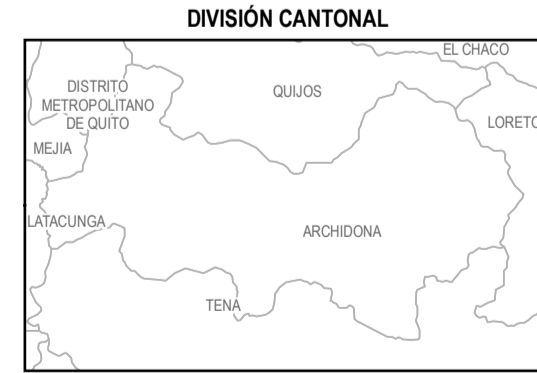 DIVISIÓN CANTONAL
EL CHACO
DISTRITO
METROPOLITANO
DE QUITO
QUIJOS
LORETO
MEJIA
LATACUNGA
ARCHIDONA
TENA